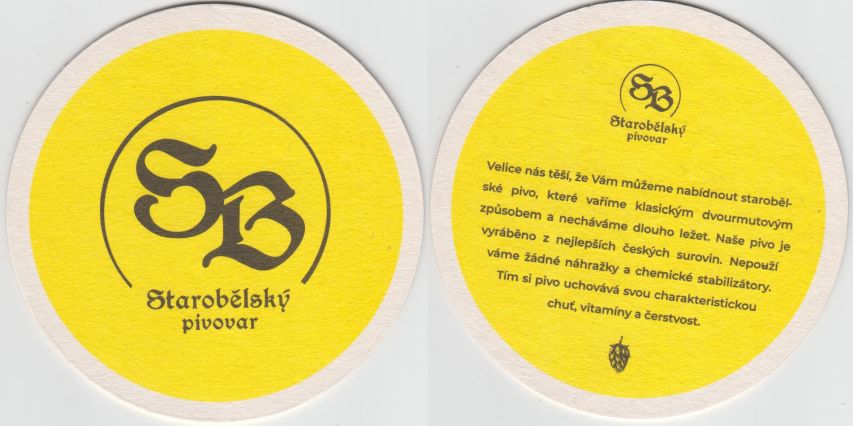 SB
Starobělský
pivovar
SB
Starobělský
pivovar
Velice nás těší, že Vám můžeme nabídnout staroběl-
ské pivo, které vaříme klasickým dvourmutovým
způsobem a necháváme dlouho ležet. Naše pivo je
vyráběno z nejlepších českých surovin. Nepouží
váme žádné náhražky a chemické stabilizátory.
Tím si pivo uchovává svou charakteristickou
chuť, vitamíny a čerstvost.